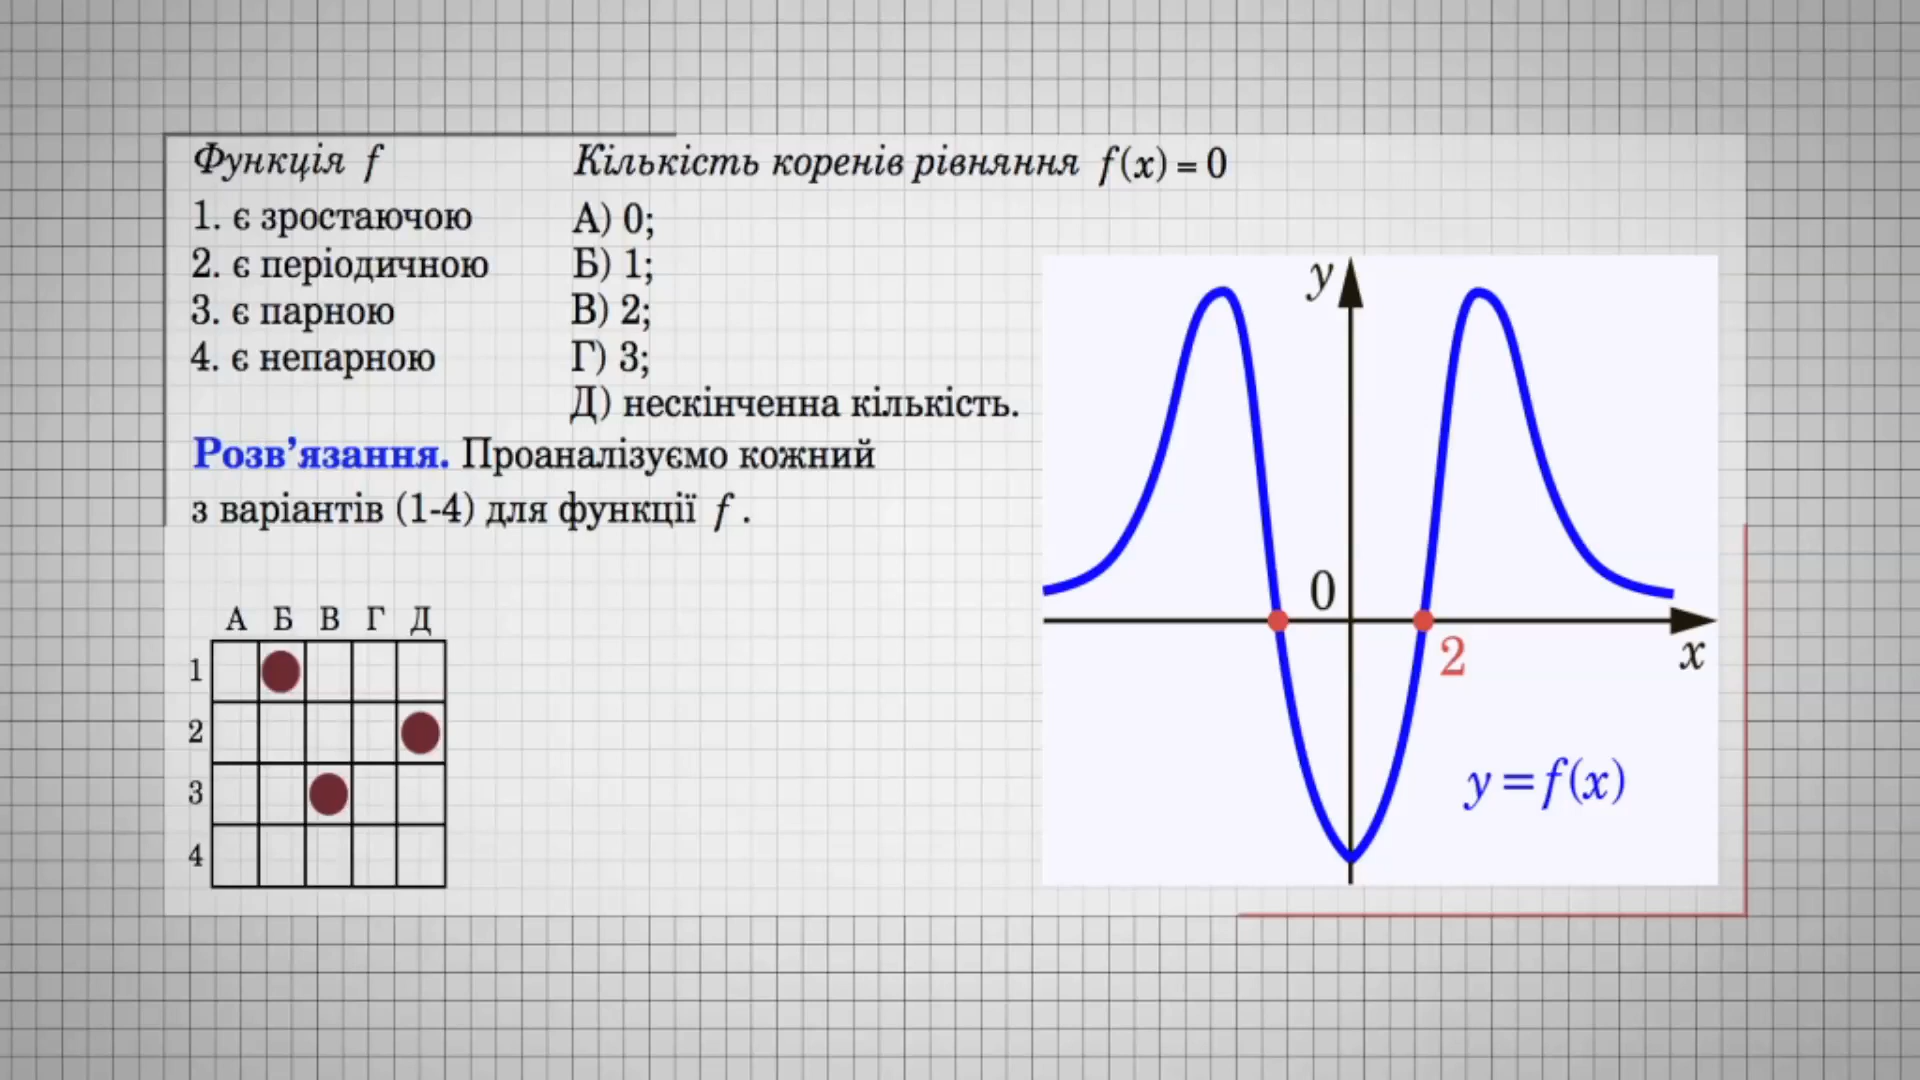 Функція f Кількість коренів рівняння f(x) = 0
1. є зростаючою А) 0;
2. є періодичною Б) 1;
3. є парною В) 2;
4. є непарною Г) 3;
Д) нескінченна кількість.
Розв’язання. Проаналізуємо кожний
з варіантів (1-4) для функції f .
А Б В Г Д
1
2
3
4
y
0
2
x
y = f(x)